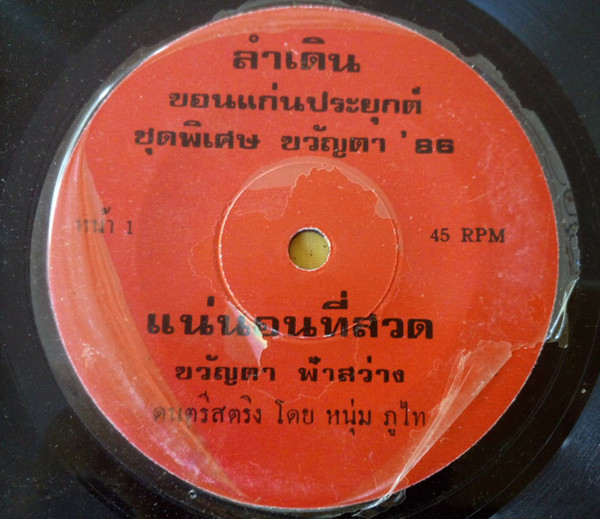 ลำเดิน
ขอนแก่นประยุกต์
ชุดพิเศษ ขวัญตา '86
หน้า 1
45 RPM
แน่นอนที่สวด
ขวัญตา ฟ้าสว่าง
ดนตรีสตริง โดย หนุ่ม ภูไท